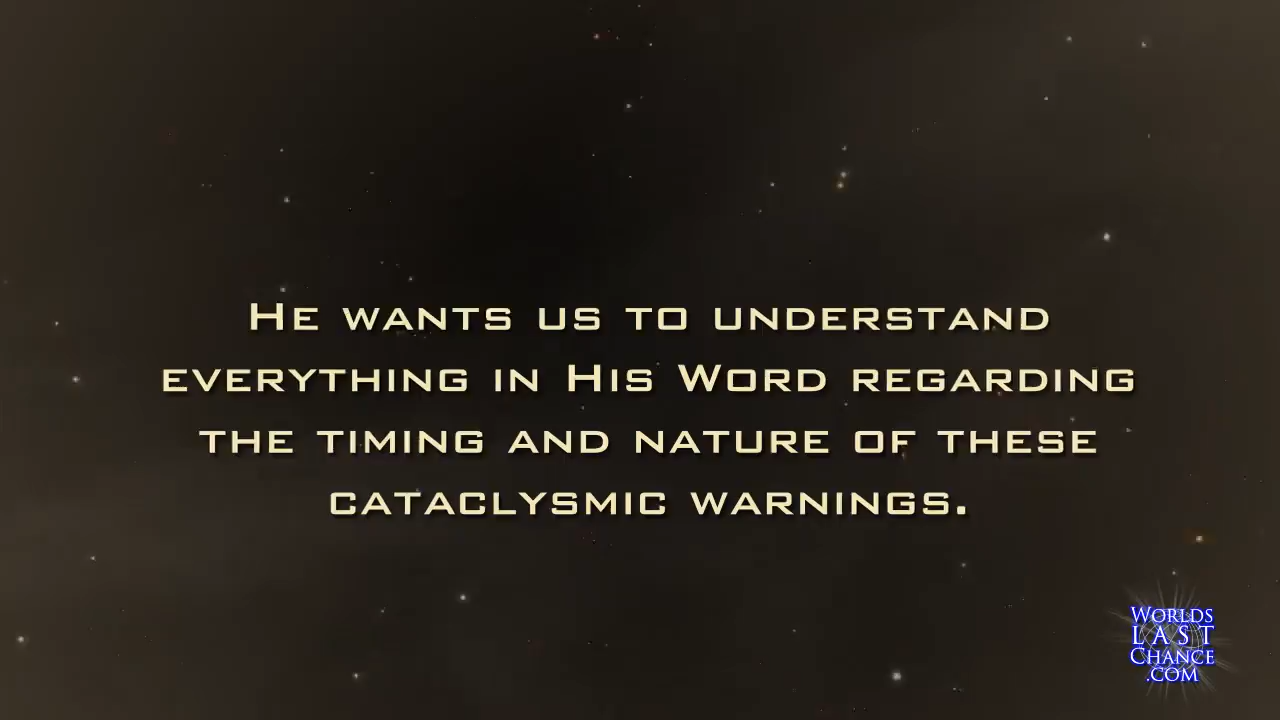 He wants us to understand
everything in His Word regarding
the timing and nature of these
cataclysmic warnings.
Worlds
Last
Chance
.com